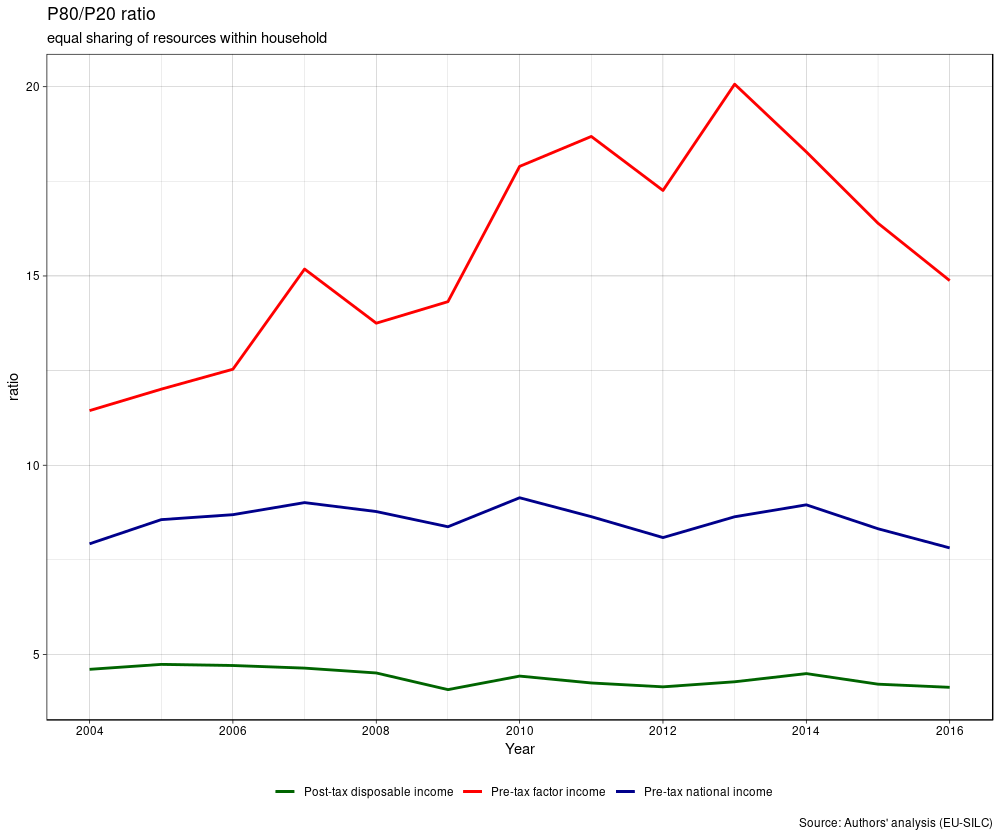 P80/P20 ratio
equal sharing of resources within household
20
15
10
5
ratio
2004 2006 2008 2010 2012 2014 2016
Year
Post-tax disposable income Pre-tax factor income Pre-tax national income
Source: Authors' analysis (EU-SILC)